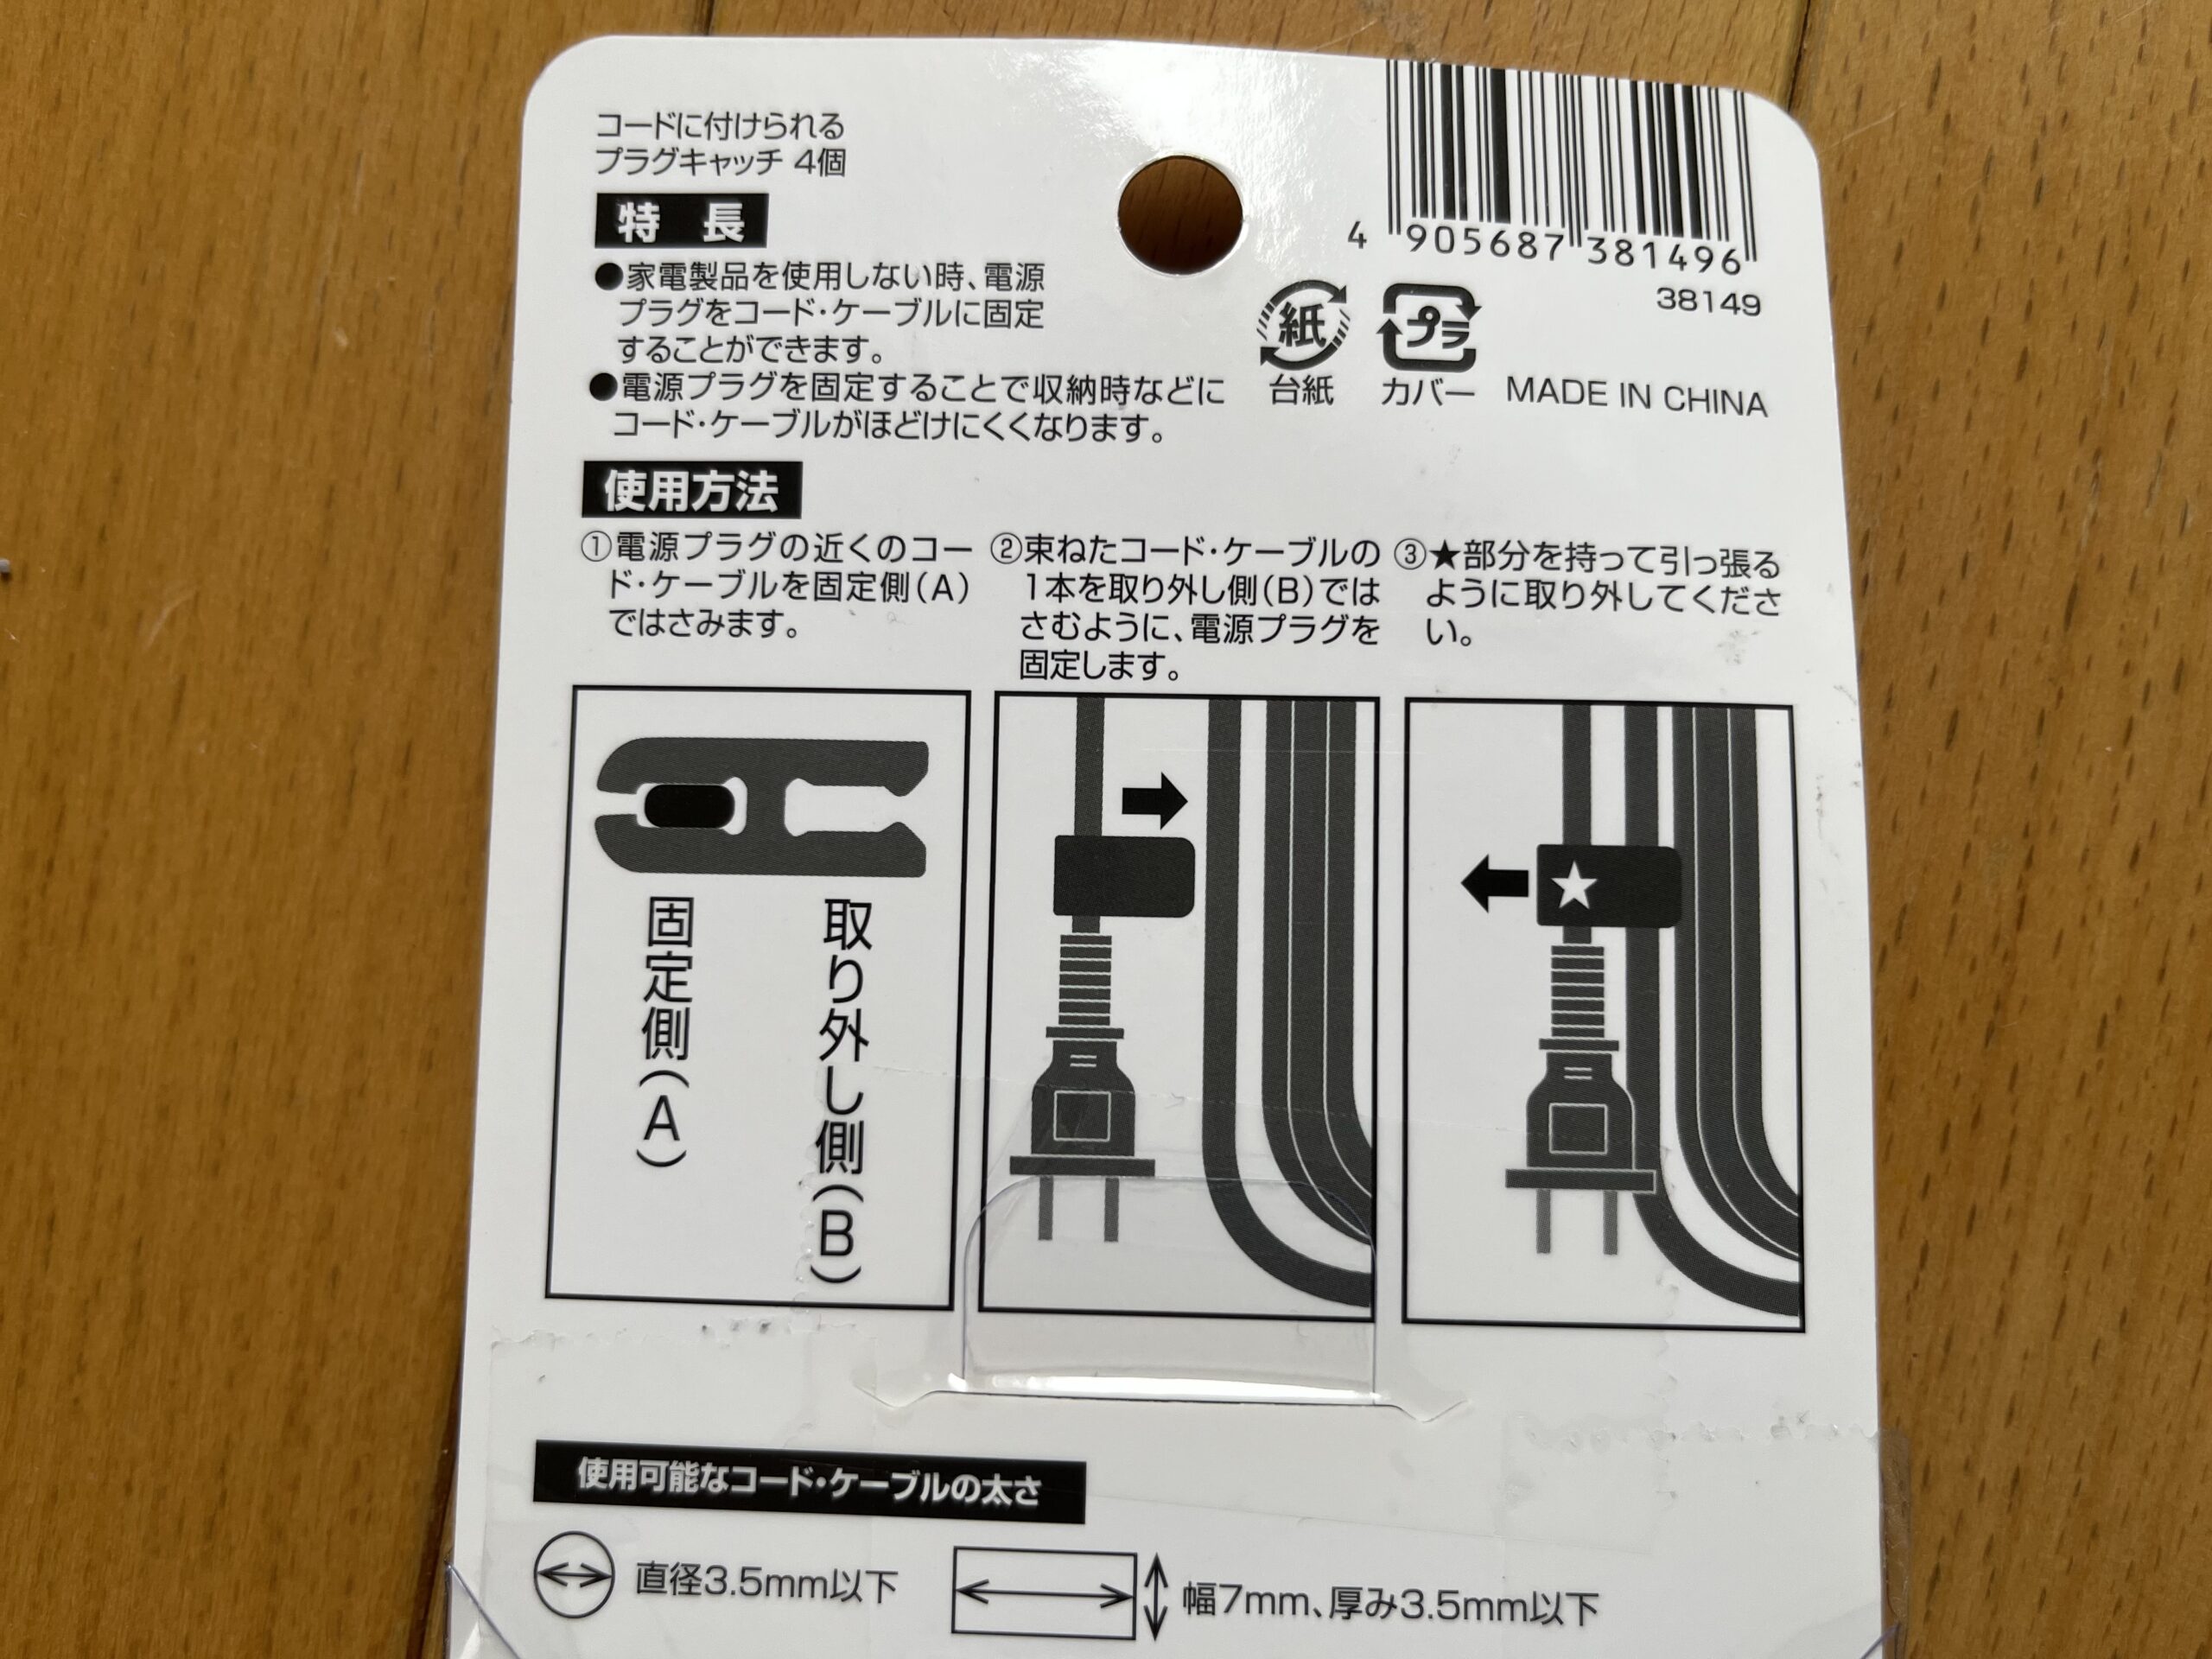 コードに付けられる
プラグキャッチ 4個
特 長
●家電製品を使用しない時、電源
プラグをコード・ケーブルに固定
することができます。
●電源プラグを固定することで収納時などに
コード・ケーブルがほどけにくくなります。
4 905687 381496
38149
紙
プラ
台紙
カバー
MADE IN CHINA
使用方法
①電源プラグの近くのコー
ド・ケーブルを固定側(A)
ではさみます。
②束ねたコード・ケーブルの
1本を取り外し側(B)では
さむように、電源プラグを
固定します。
③★部分を持って引っ張る
ように取り外してくださ
い。
固定側(A)
取り外し側(B)
使用可能なコード・ケーブルの太さ
直径3.5mm以下
幅7mm、厚み3.5mm以下